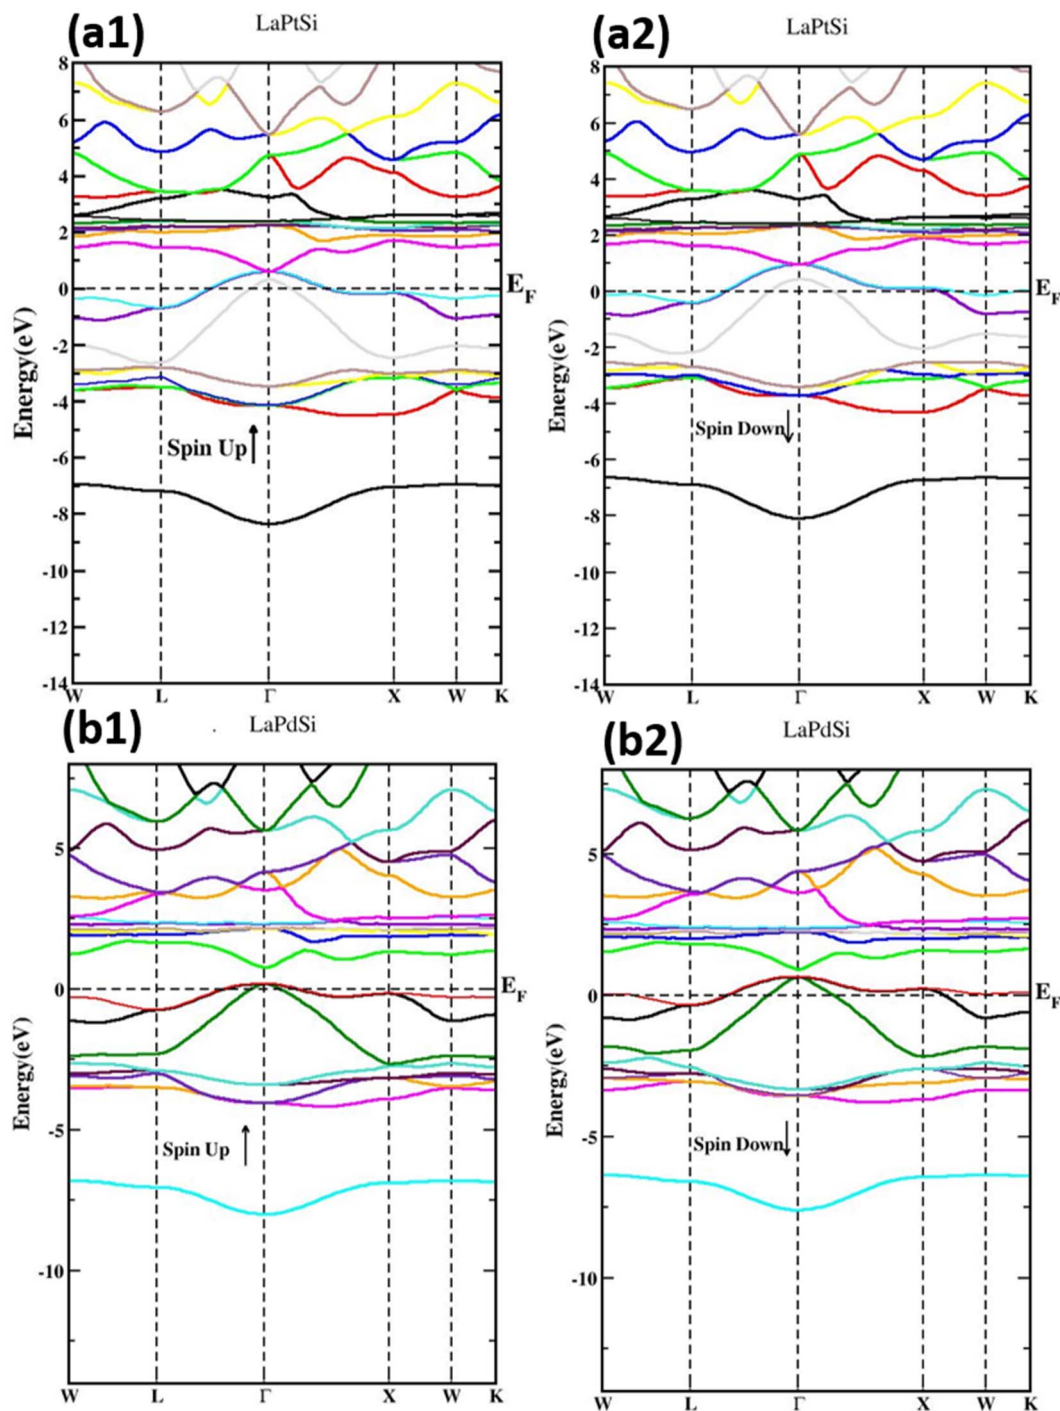 (a1)
LaPtSi
8
6
4
2
0
-2
-4
-6
-8
-10
-12
-14
Energy(eV)
E_F
Spin Up
W L Γ X W K
(a2)
LaPtSi
8
6
4
2
0
-2
-4
-6
-8
-10
-12
-14
Energy(eV)
E_F
Spin Down
W L Γ X W K
(b1)
LaPdSi
5
0
-5
-10
Energy(eV)
E_F
Spin Up
W L Γ X W K
(b2)
LaPdSi
5
0
-5
-10
Energy(eV)
E_F
Spin Down
W L Γ X W K